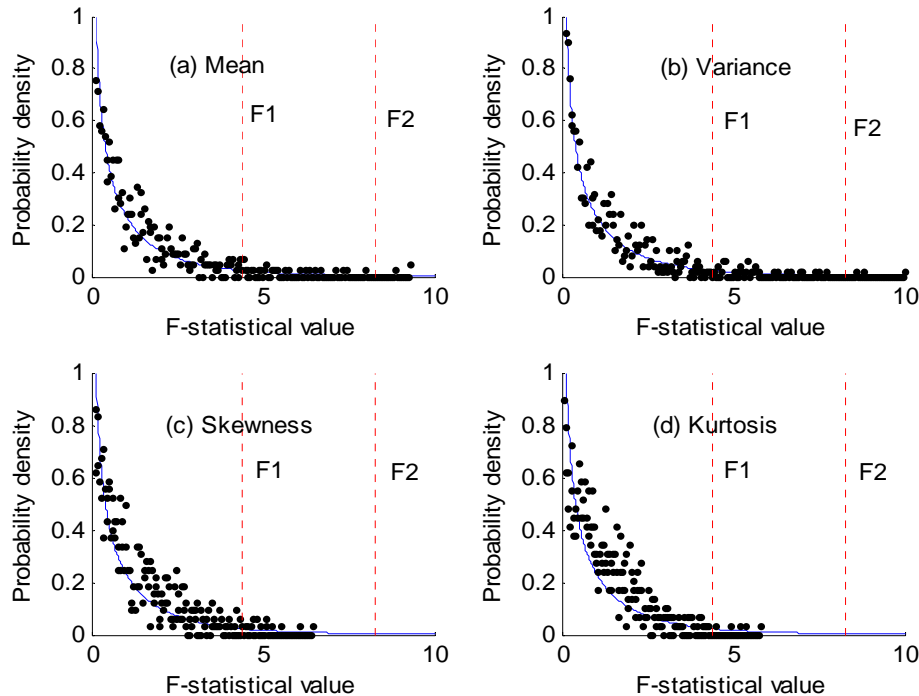 1
0.8
0.6
0.4
0.2
0
Probability density
(a) Mean
F1
F2
0
5
10
F-statistical value
1
0.8
0.6
0.4
0.2
0
Probability density
(b) Variance
F1
F2
0
5
10
F-statistical value
1
0.8
0.6
0.4
0.2
0
Probability density
(c) Skewness
F1
F2
0
5
10
F-statistical value
1
0.8
0.6
0.4
0.2
0
Probability density
(d) Kurtosis
F1
F2
0
5
10
F-statistical value